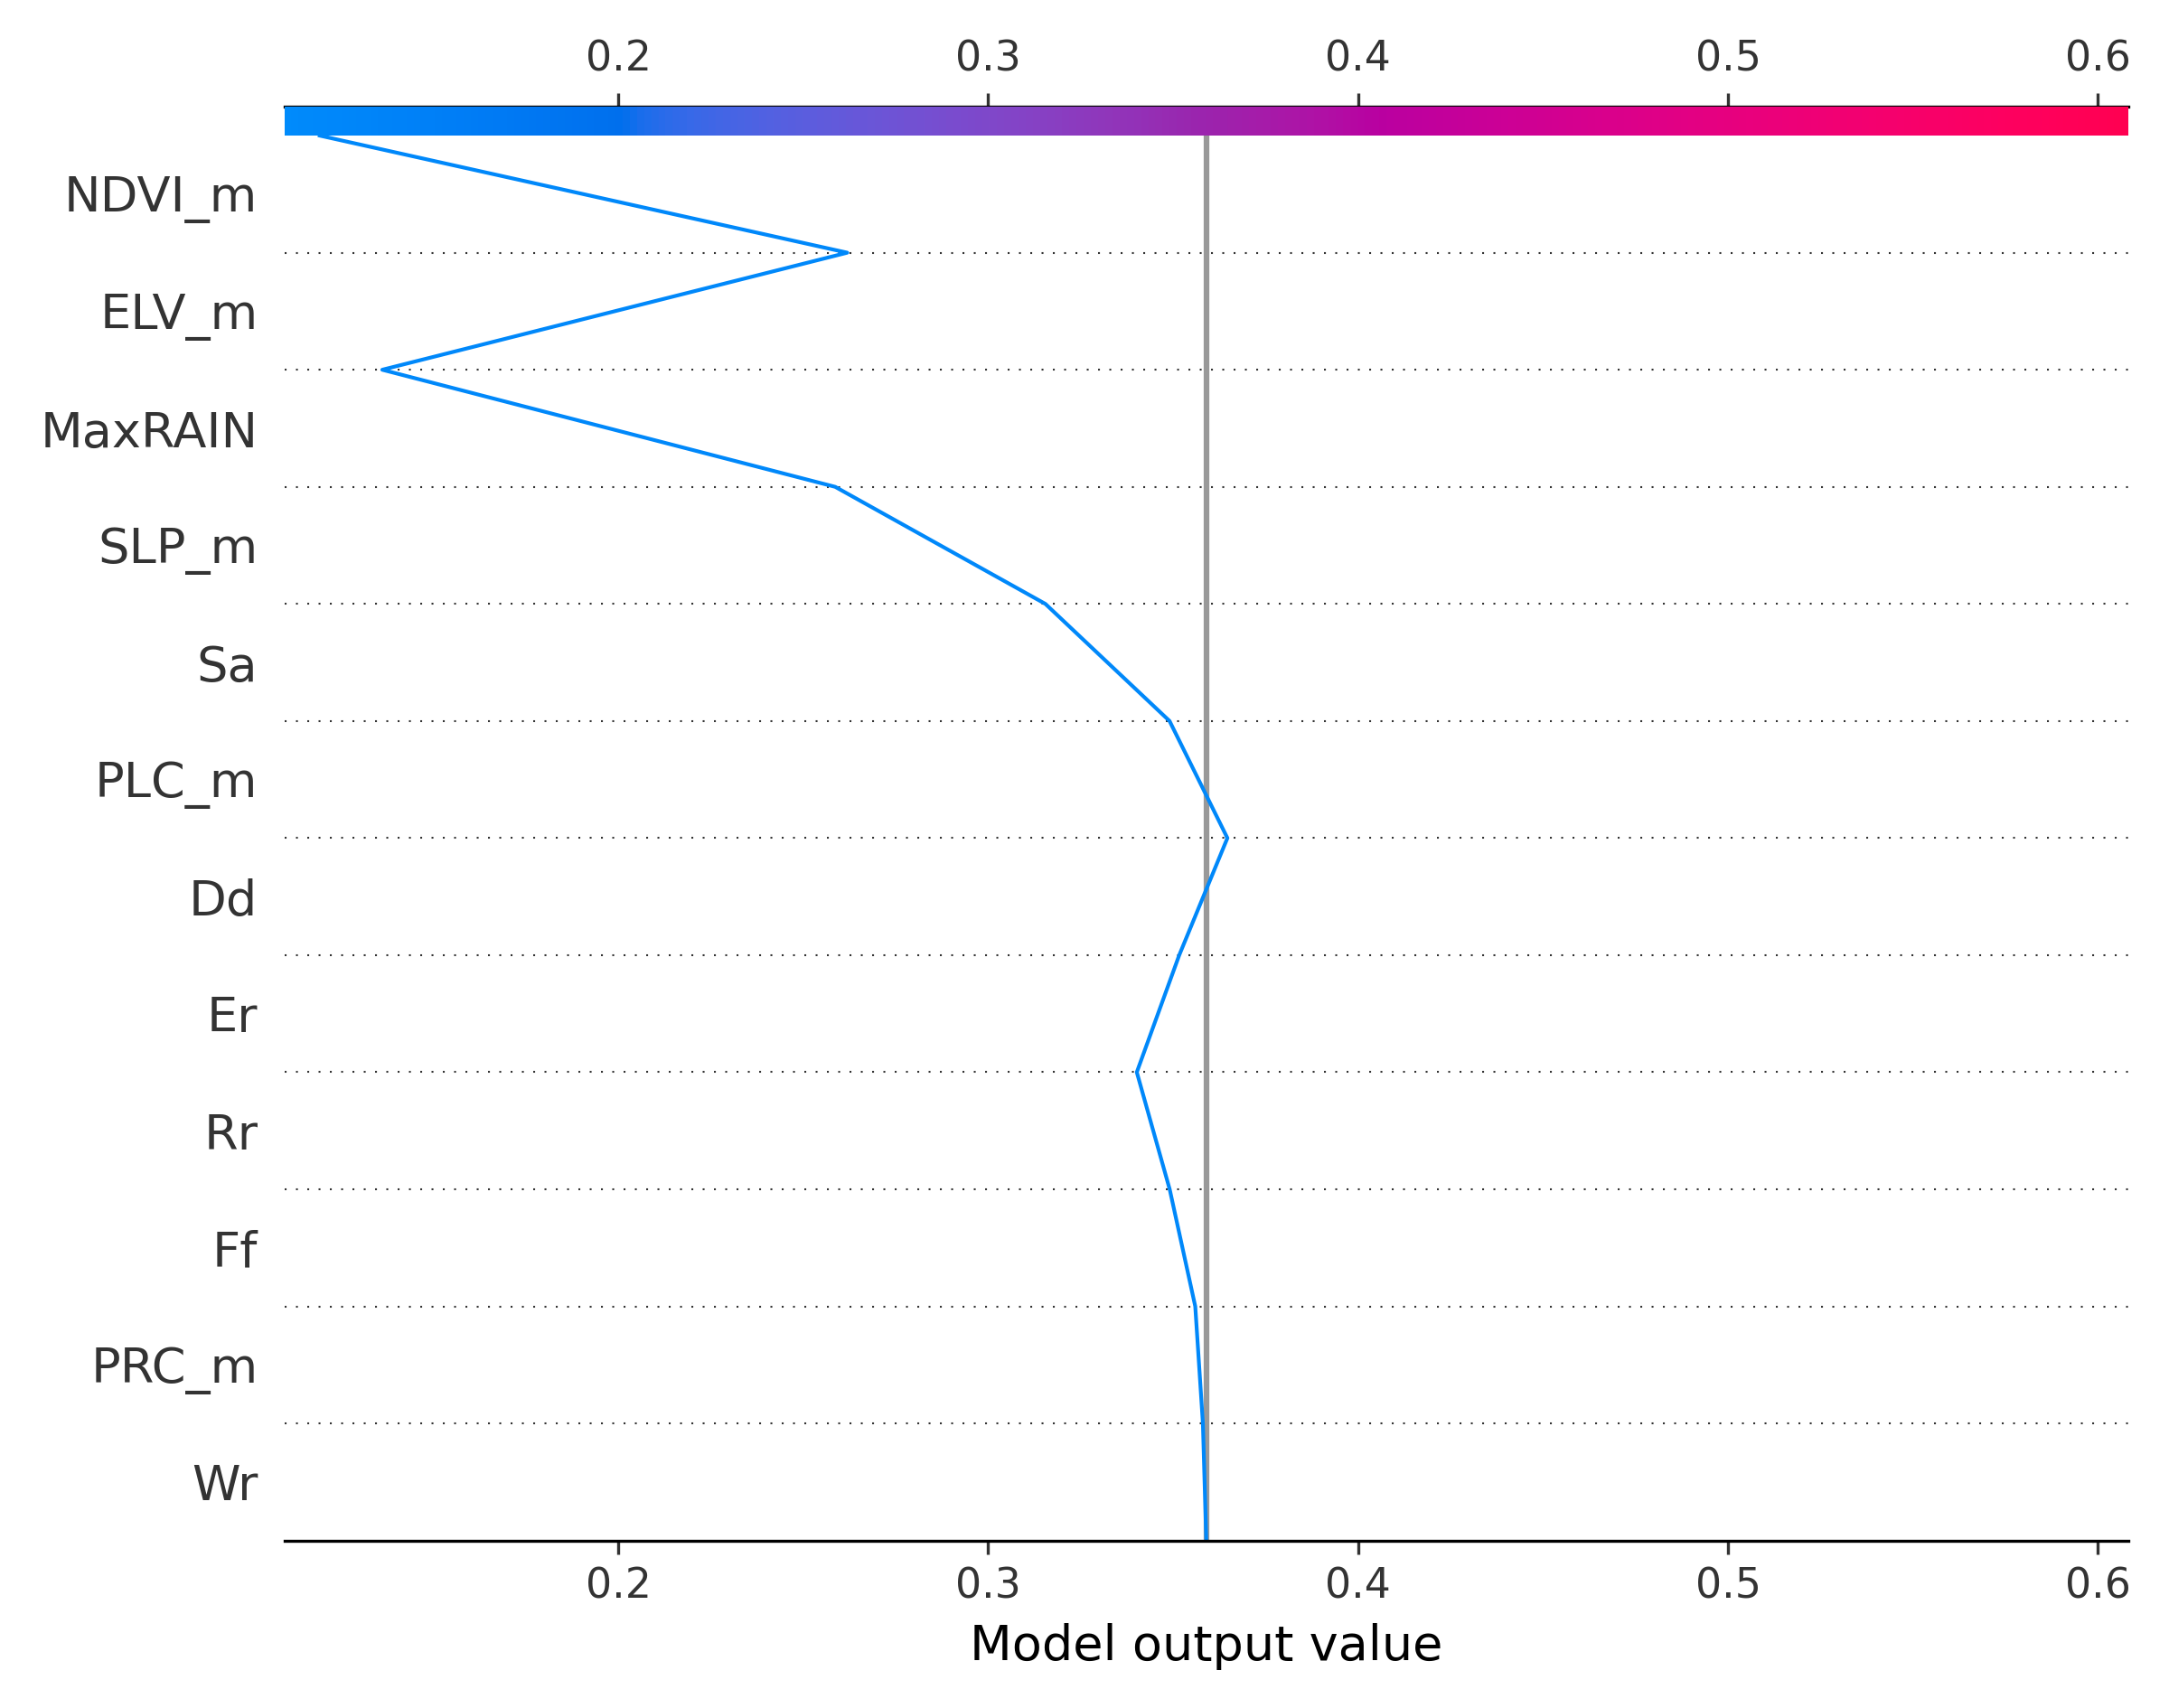 0.2 0.3 0.4 0.5 0.6
NDVI_m
ELV_m
MaxRAIN
SLP_m
Sa
PLC_m
Dd
Er
Rr
Ff
PRC_m
Wr
0.2 0.3 0.4 0.5 0.6
Model output value